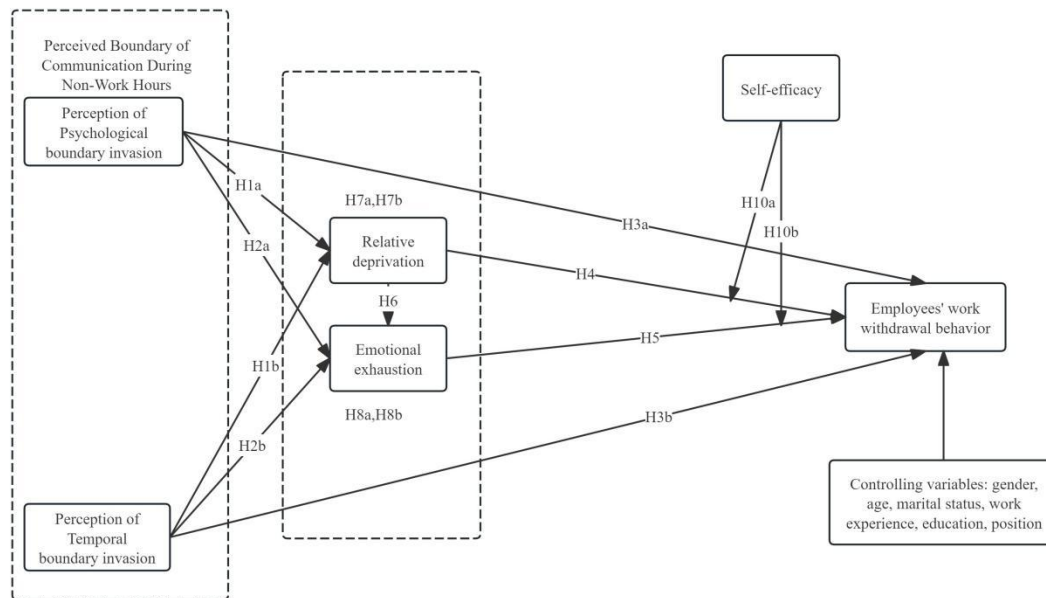 Perceived Boundary of
Communication During
Non-Work Hours
Perception of
Psychological
boundary invasion
Self-efficacy
H1a
H7a,H7b
H10a
H10b
H3a
H2a
Relative
deprivation
H4
H6
Employees' work
withdrawal behavior
Emotional
exhaustion
H5
H1b
H8a,H8b
H3b
H2b
Controlling variables: gender,
age, marital status, work
experience, education, position
Perception of
Temporal
boundary invasion